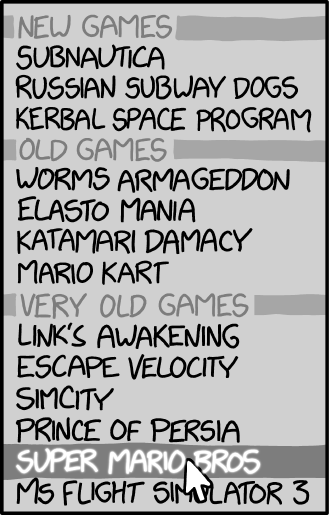 NEW GAMES
SUBNAUTICA
RUSSIAN SUBWAY DOGS
KERBAL SPACE PROGRAM
OLD GAMES
WORMS ARMAGEDDON
ELASTO MANIA
KATAMARI DAMACY
MARIO KART
VERY OLD GAMES
LINK'S AWAKENING
ESCAPE VELOCITY
SIMCITY
PRINCE OF PERSIA
SUPER MARIO BROS
MS FLIGHT SIMULATOR 3